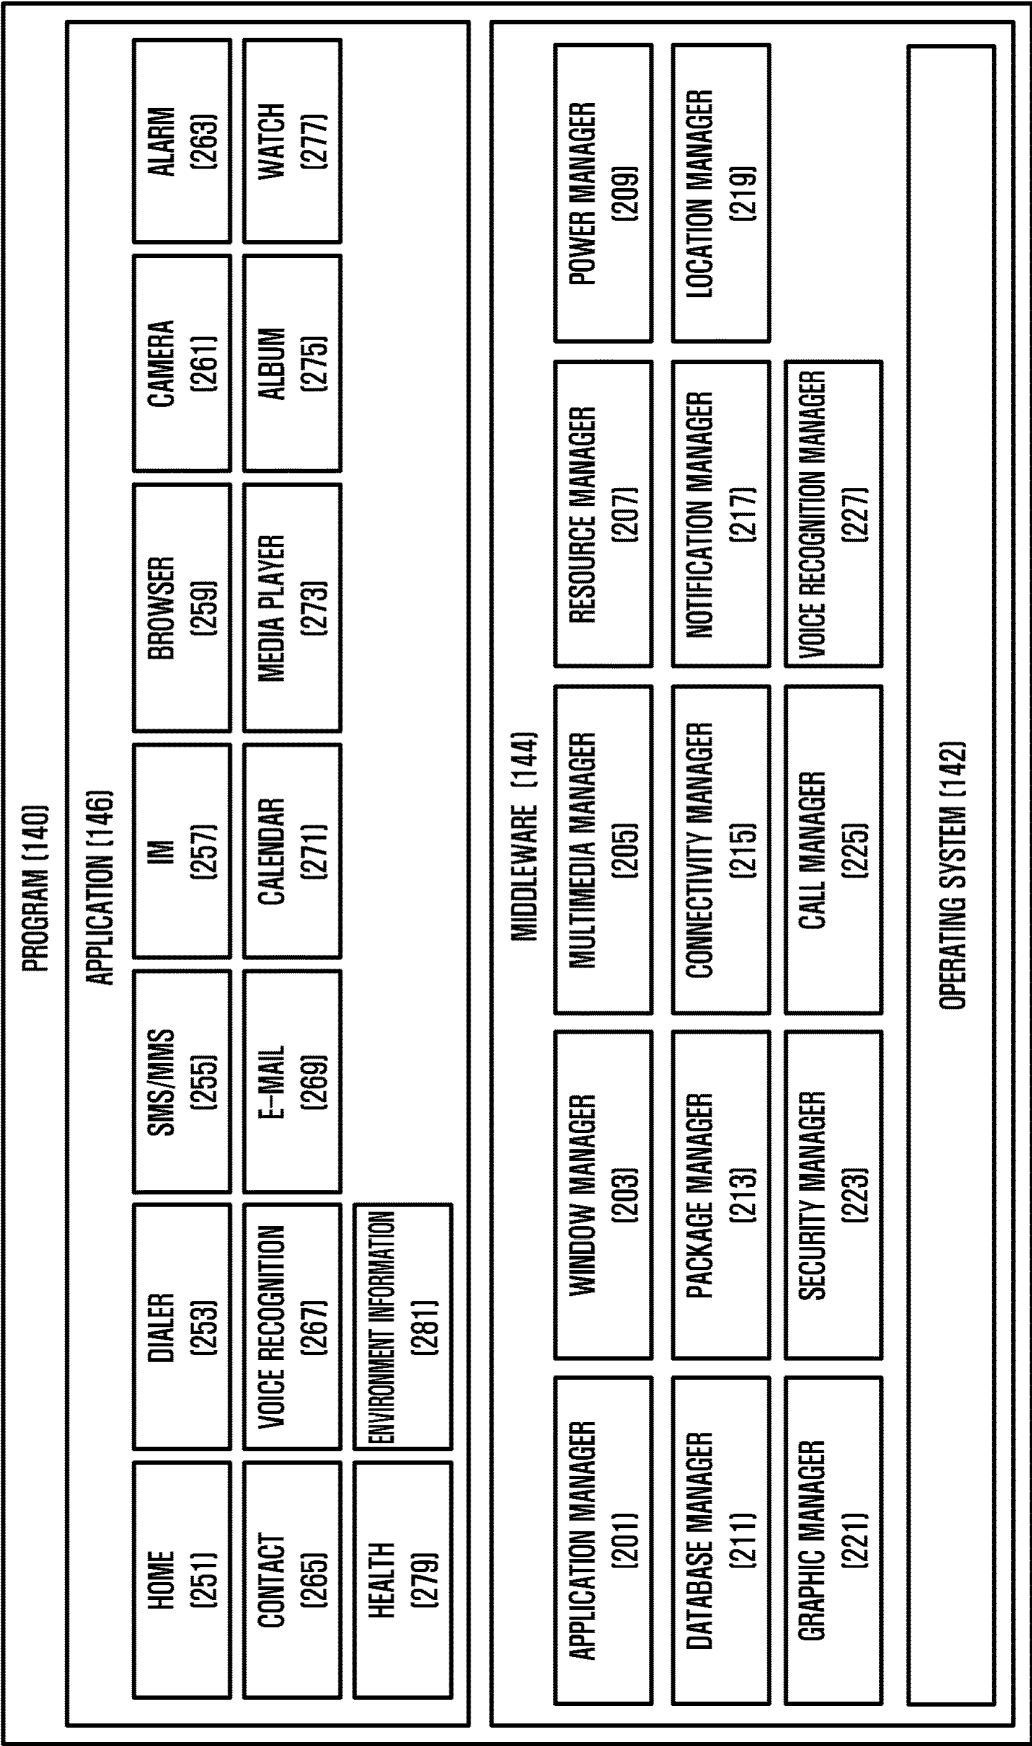 PROGRAM (140)
APPLICATION (146)
HOME
(251)
DIALER
(253)
SMS/MMS
(255)
IM
(257)
BROWSER
(259)
CAMERA
(261)
ALARM
(263)
CONTACT
(265)
VOICE RECOGNITION
(267)
E-MAIL
(269)
CALENDAR
(271)
MEDIA PLAYER
(273)
ALBUM
(275)
WATCH
(277)
HEALTH
(279)
ENVIRONMENT INFORMATION
(281)
MIDDLEWARE (144)
APPLICATION MANAGER
(201)
WINDOW MANAGER
(203)
MULTIMEDIA MANAGER
(205)
RESOURCE MANAGER
(207)
POWER MANAGER
(209)
DATABASE MANAGER
(211)
PACKAGE MANAGER
(213)
CONNECTIVITY MANAGER
(215)
NOTIFICATION MANAGER
(217)
LOCATION MANAGER
(219)
GRAPHIC MANAGER
(221)
SECURITY MANAGER
(223)
CALL MANAGER
(225)
VOICE RECOGNITION MANAGER
(227)
OPERATING SYSTEM (142)